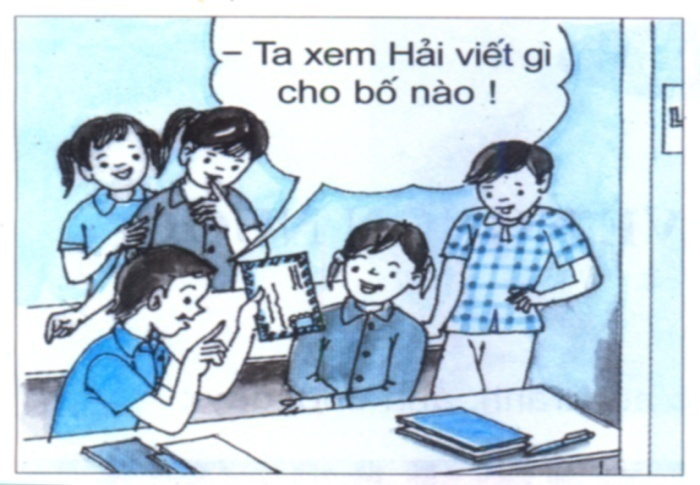 – Ta xem Hải viết gì
cho bố nào !